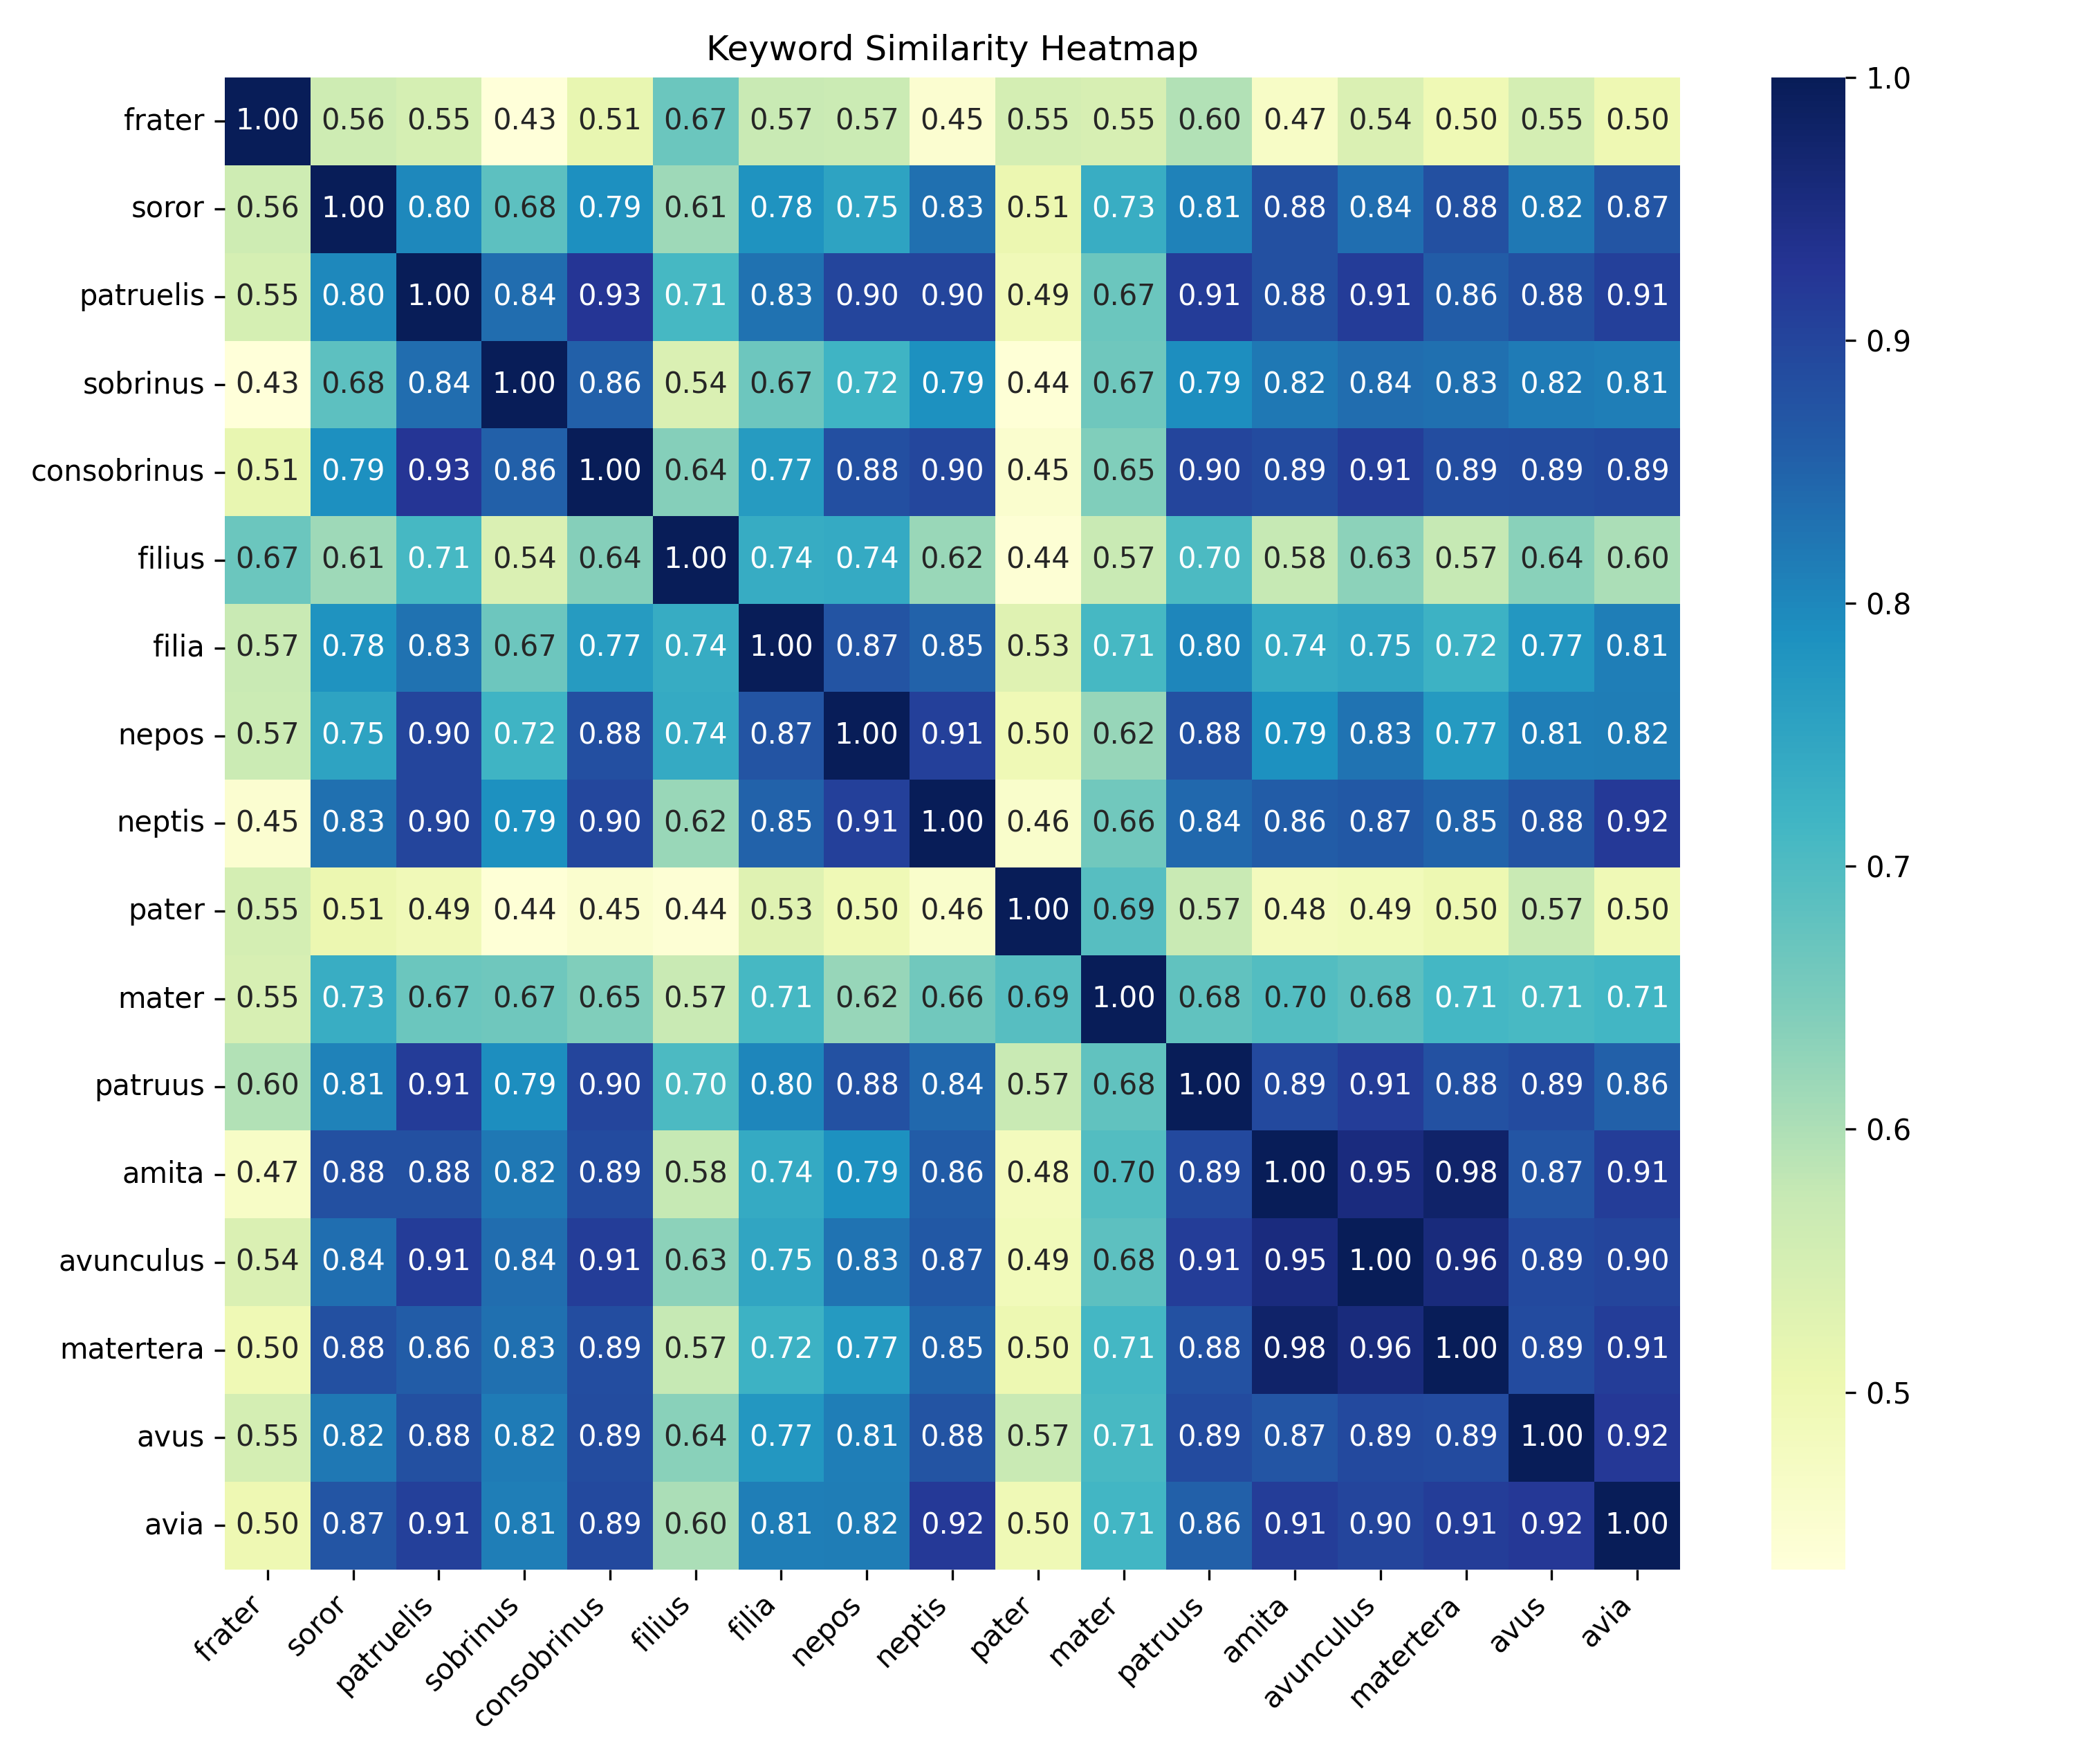 Keyword Similarity Heatmap
frater 1.00 0.56 0.55 0.43 0.51 0.67 0.57 0.57 0.45 0.55 0.55 0.60 0.47 0.54 0.50 0.55 0.50
soror 0.56 1.00 0.80 0.68 0.79 0.61 0.78 0.75 0.83 0.51 0.73 0.81 0.88 0.84 0.88 0.82 0.87
patruelis 0.55 0.80 1.00 0.84 0.93 0.71 0.83 0.90 0.90 0.49 0.67 0.91 0.88 0.91 0.86 0.88 0.91
sobrinus 0.43 0.68 0.84 1.00 0.86 0.54 0.67 0.72 0.79 0.44 0.67 0.79 0.82 0.84 0.83 0.82 0.81
consobrinus 0.51 0.79 0.93 0.86 1.00 0.64 0.77 0.88 0.90 0.45 0.65 0.90 0.89 0.91 0.89 0.89 0.89
filius 0.67 0.61 0.71 0.54 0.64 1.00 0.74 0.74 0.62 0.44 0.57 0.70 0.58 0.63 0.57 0.64 0.60
filia 0.57 0.78 0.83 0.67 0.77 0.74 1.00 0.87 0.85 0.53 0.71 0.80 0.74 0.75 0.72 0.77 0.81
nepos 0.57 0.75 0.90 0.72 0.88 0.74 0.87 1.00 0.91 0.50 0.62 0.88 0.79 0.83 0.77 0.81 0.82
neptis 0.45 0.83 0.90 0.79 0.90 0.62 0.85 0.91 1.00 0.46 0.66 0.84 0.86 0.87 0.85 0.88 0.92
pater 0.55 0.51 0.49 0.44 0.45 0.44 0.53 0.50 0.46 1.00 0.69 0.57 0.48 0.49 0.50 0.57 0.50
mater 0.55 0.73 0.67 0.67 0.65 0.57 0.71 0.62 0.66 0.69 1.00 0.68 0.70 0.68 0.71 0.71 0.71
patruus 0.60 0.81 0.91 0.79 0.90 0.70 0.80 0.88 0.84 0.57 0.68 1.00 0.89 0.91 0.88 0.89 0.86
amita 0.47 0.88 0.88 0.82 0.89 0.58 0.74 0.79 0.86 0.48 0.70 0.89 1.00 0.95 0.98 0.87 0.91
avunculus 0.54 0.84 0.91 0.84 0.91 0.63 0.75 0.83 0.87 0.49 0.68 0.91 0.95 1.00 0.96 0.89 0.90
matertera 0.50 0.88 0.86 0.83 0.89 0.57 0.72 0.77 0.85 0.50 0.71 0.88 0.98 0.96 1.00 0.89 0.91
avus 0.55 0.82 0.88 0.82 0.89 0.64 0.77 0.81 0.88 0.57 0.71 0.89 0.87 0.89 0.89 1.00 0.92
avia 0.50 0.87 0.91 0.81 0.89 0.60 0.81 0.82 0.92 0.50 0.71 0.86 0.91 0.90 0.91 0.92 1.00
frater soror patruelis sobrinus consobrinus filius filia nepos neptis pater mater patruus amita avunculus matertera avus avia
1.0
0.9
0.8
0.7
0.6
0.5